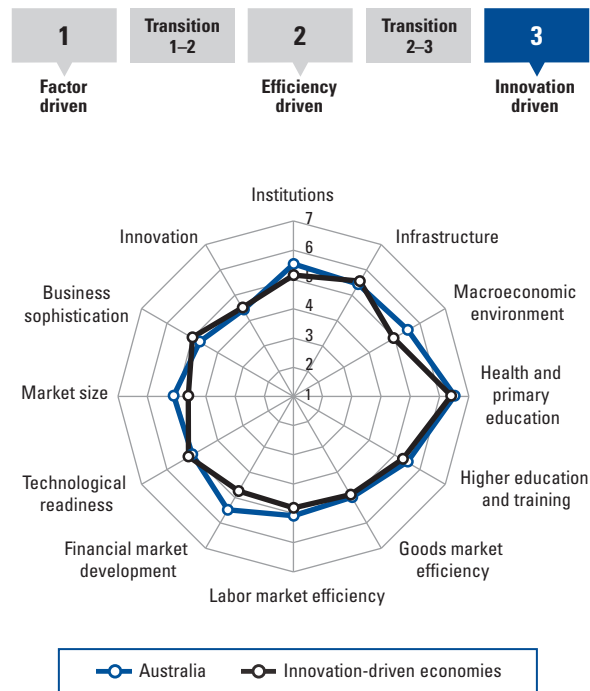 1
Transition
1–2
2
Transition
2–3
3
Factor
driven
Efficiency
driven
Innovation
driven
Institutions
7
Innovation
Infrastructure
6
5
Business
sophistication
Macroeconomic
environment
4
3
2
Market size
1
Health and
primary
education
Technological
readiness
Higher education
and training
Financial market
development
Goods market
efficiency
Labor market efficiency
Australia
Innovation-driven economies